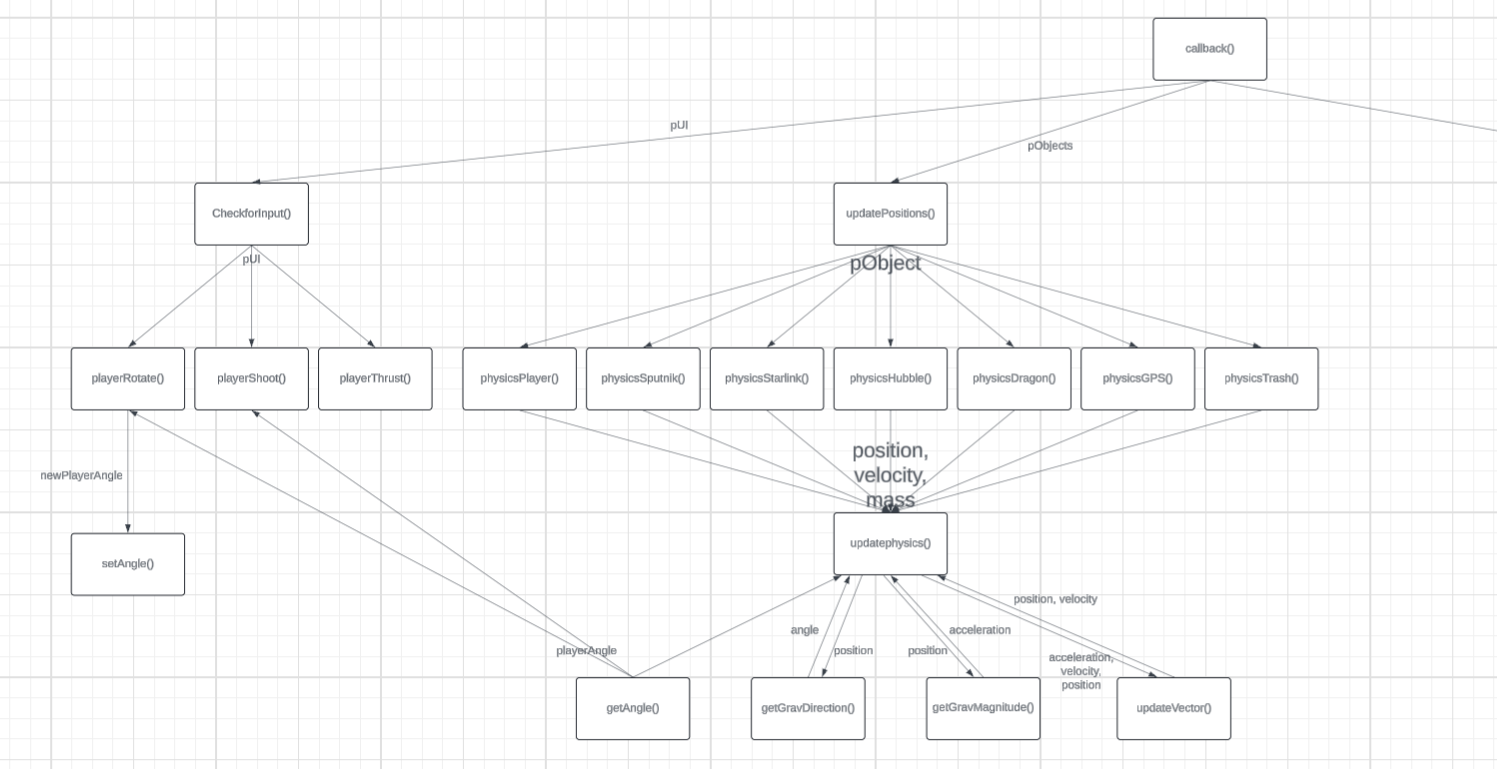 callback()
pUI
pObjects
CheckforInput()
updatePositions()
pUI
pObject
playerRotate()
playerShoot()
playerThrust()
physicsPlayer()
physicsSputnik()
physicsStarlink()
physicsHubble()
physicsDragon()
physicsGPS()
physicsTrash()
position,
velocity,
mass
newPlayerAngle
updatephysics()
setAngle()
position, velocity
angle
acceleration
playerAngle
position
position
acceleration,
velocity,
position
getAngle()
getGravDirection()
getGravMagnitude()
updateVector()